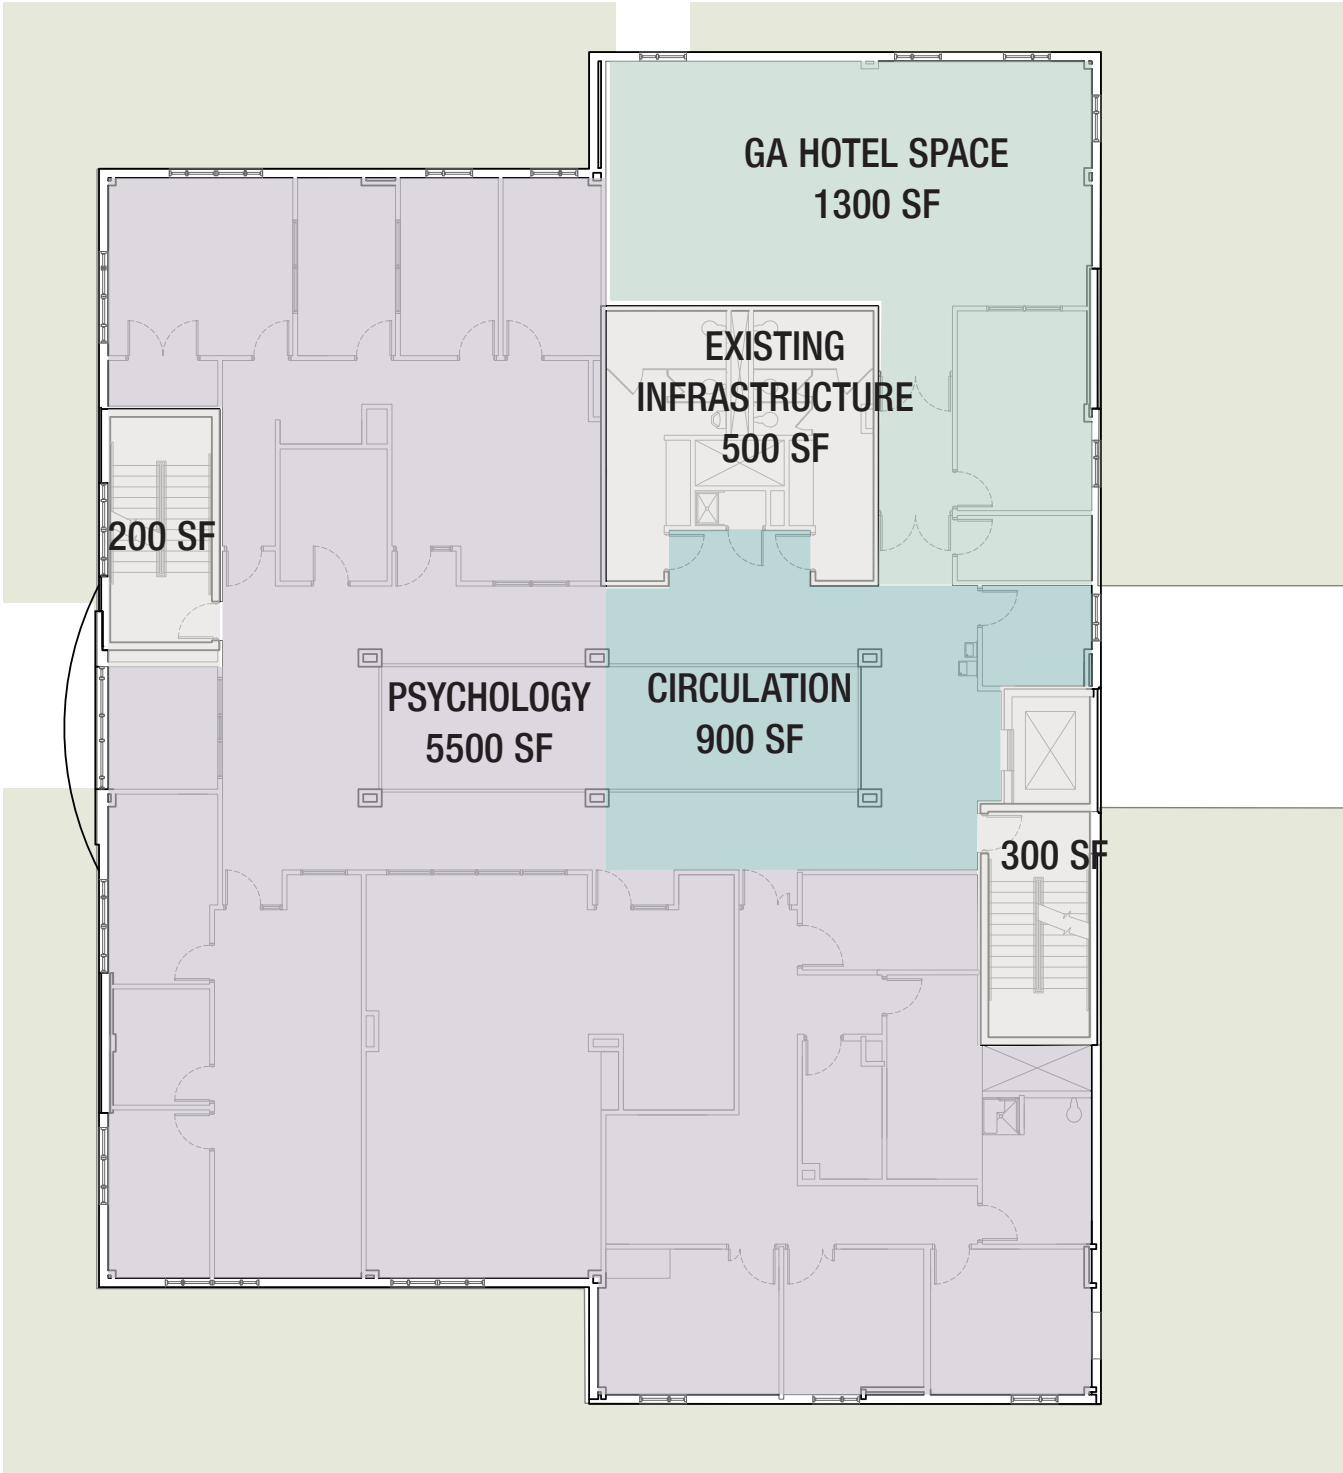 GA HOTEL SPACE
1300 SF
EXISTING
INFRASTRUCTURE
500 SF
200 SF
PSYCHOLOGY
5500 SF
CIRCULATION
900 SF
300 SF